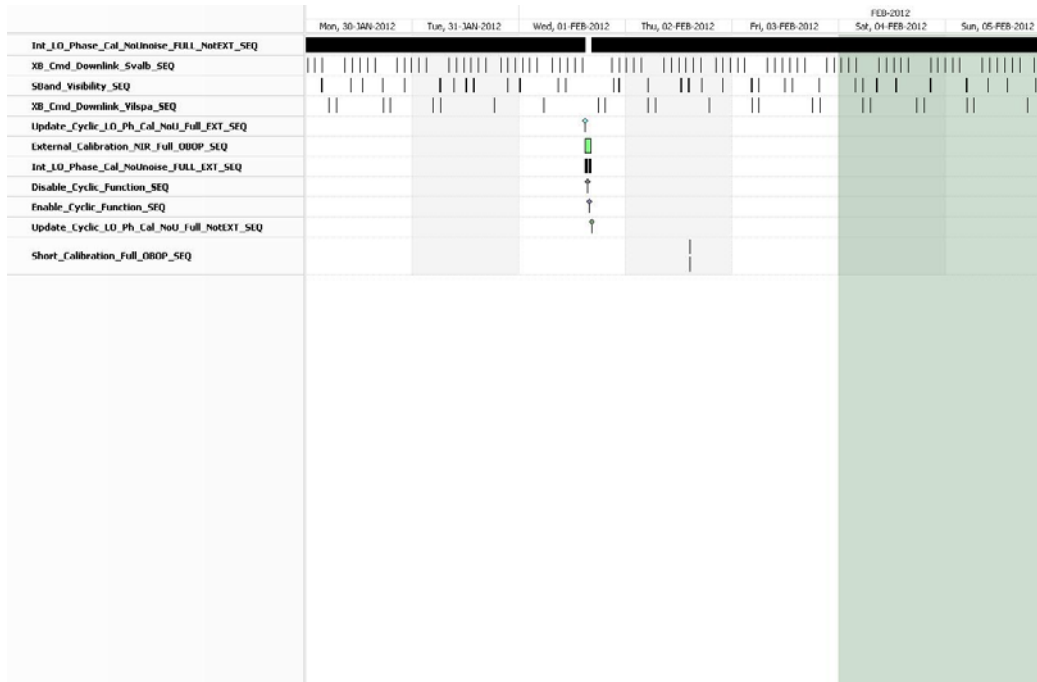 FEB-2012
Mon, 30-JAN-2012 Tue, 31-JAN-2012 Wed, 01-FEB-2012 Thu, 02-FEB-2012 Fri, 03-FEB-2012 Sat, 04-FEB-2012 Sun, 05-FEB-2012
Int_LO_Phase_Cal_NoUnoise_FULL_NotEXT_SEQ
XB_Cmd_Downlink_Svalb_SEQ
SBand_Visibility_SEQ
XB_Cmd_Downlink_Vilspa_SEQ
Update_Cyclic_LO_Ph_Cal_NoU_Full_EXT_SEQ
External_Calibration_NIR_Full_OBOP_SEQ
Int_LO_Phase_Cal_NoUnoise_FULL_EXT_SEQ
Disable_Cyclic_Function_SEQ
Enable_Cyclic_Function_SEQ
Update_Cyclic_LO_Ph_Cal_NoU_Full_NotEXT_SEQ
Short_Calibration_Full_OBOP_SEQ